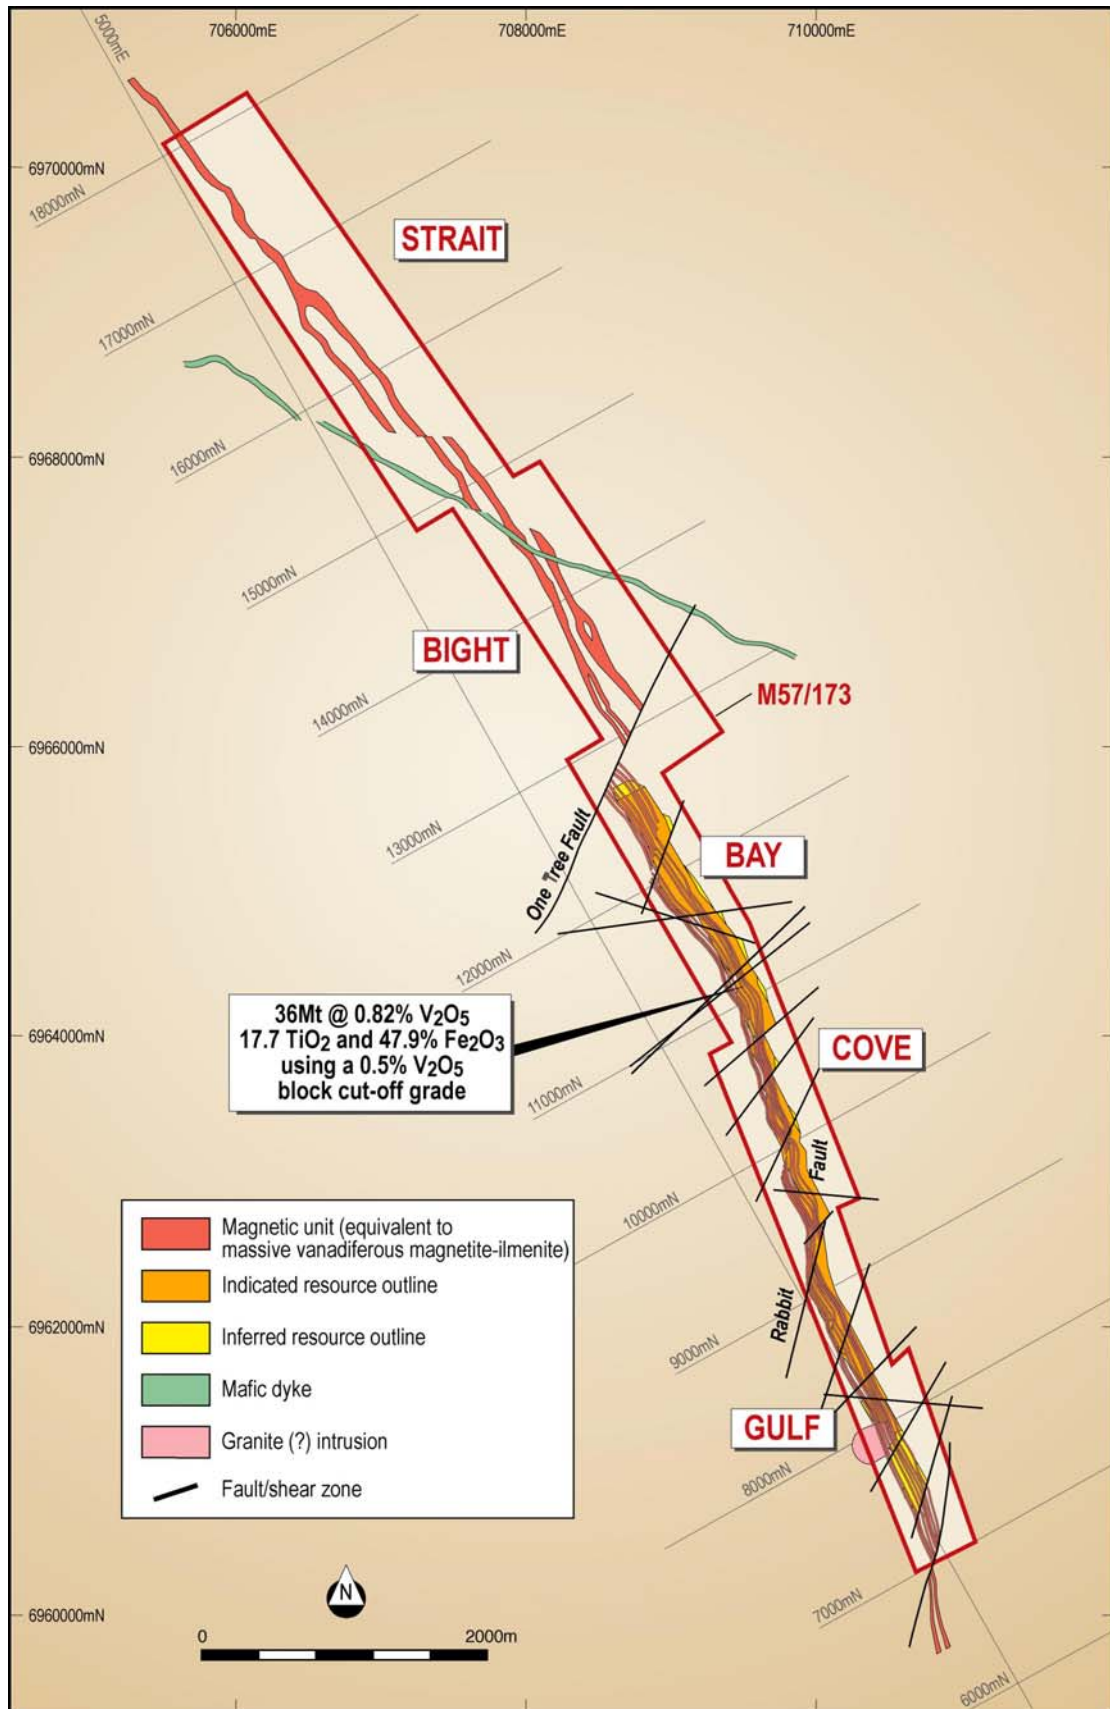 706000mE
708000mE
710000mE
5000mE
6970000mN
18000mN
STRAIT
17000mN
16000mN
6968000mN
15000mN
BIGHT
14000mN
M57/173
6966000mN
13000mN
One Tree Fault
BAY
12000mN
36Mt @ 0.82% V2O5
17.7 TiO2 and 47.9% Fe2O3
using a 0.5% V2O5
block cut-off grade
6964000mN
COVE
11000mN
Fault
10000mN
Magnetic unit (equivalent to
massive vanadiferous magnetite-ilmenite)
Indicated resource outline
Inferred resource outline
Mafic dyke
Granite (?) intrusion
Fault/shear zone
6962000mN
Rabbit
9000mN
GULF
8000mN
N
6960000mN
7000mN
0
2000m
6000mN